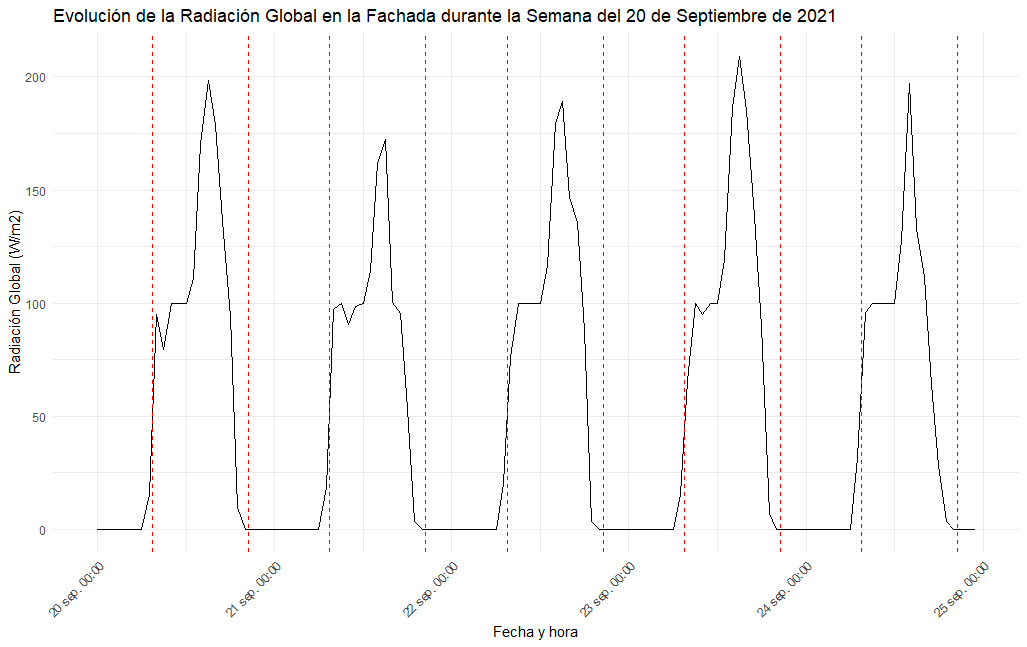 Evolución de la Radiación Global en la Fachada durante la Semana del 20 de Septiembre de 2021
Radiación Global (W/m2)
200
150
100
50
0
20 sep. 00:00
21 sep. 00:00
22 sep. 00:00
23 sep. 00:00
24 sep. 00:00
25 sep. 00:00
Fecha y hora